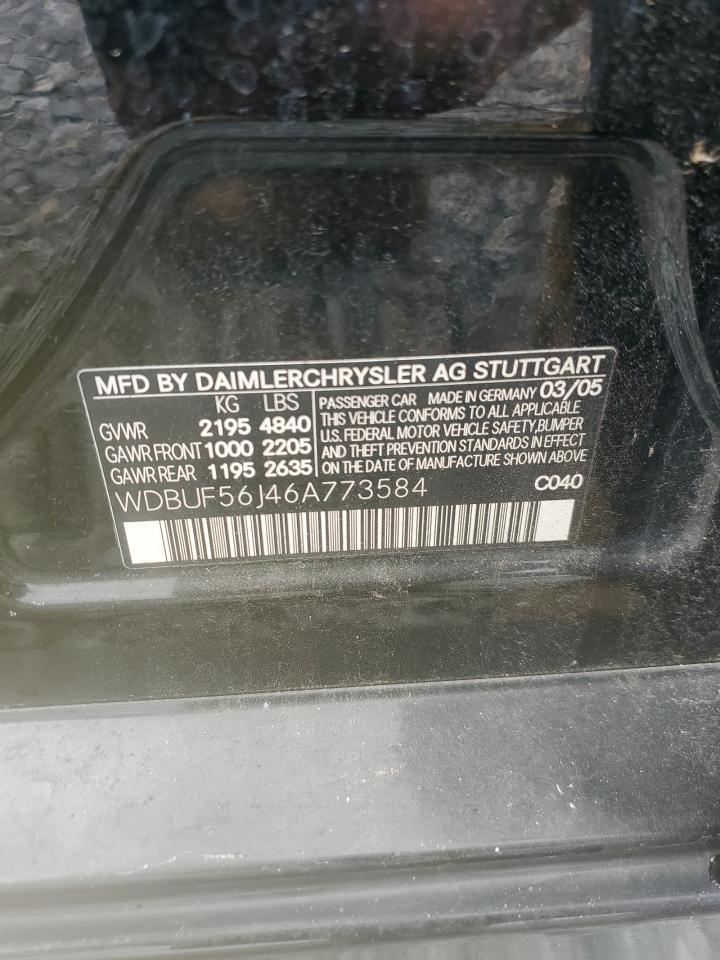 MFD BY DAIMLERCHRYSLER AG STUTTGART
KG LBS
GVWR 2195 4840
GAWR FRONT 1000 2205
GAWR REAR 1195 2635
PASSENGER CAR MADE IN GERMANY 03/05
THIS VEHICLE CONFORMS TO ALL APPLICABLE
U.S. FEDERAL MOTOR VEHICLE SAFETY, BUMPER
AND THEFT PREVENTION STANDARDS IN EFFECT
ON THE DATE OF MANUFACTURE SHOWN ABOVE
WDBUF56J46A773584
C040